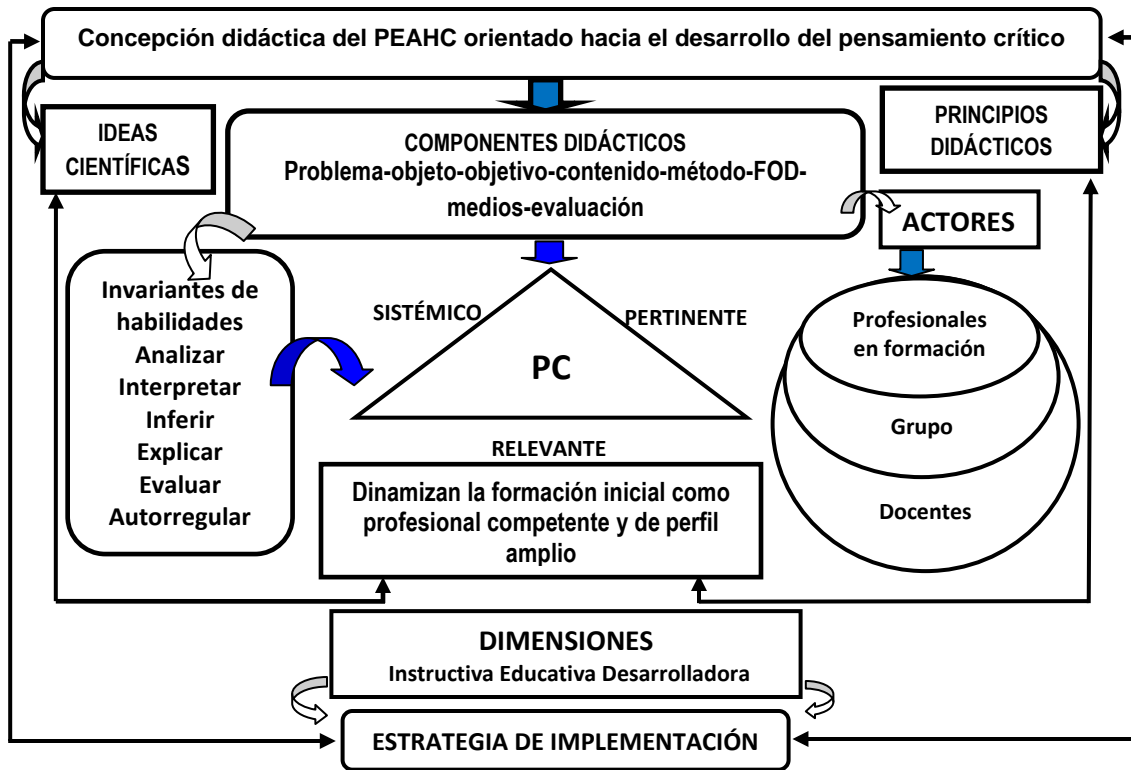 Concepción didáctica del PEAHC orientado hacia el desarrollo del pensamiento crítico
IDEAS
CIENTÍFICAS
COMPONENTES DIDÁCTICOS
Problema-objeto-objetivo-contenido-método-FOD-
medios-evaluación
PRINCIPIOS
DIDÁCTICOS
ACTORES
Invariantes de
habilidades
Analizar
Interpretar
Inferir
Explicar
Evaluar
Autorregular
SISTÉMICO
PERTINENTE
PC
RELEVANTE
Profesionales
en formación
Grupo
Docentes
Dinamizan la formación inicial como
profesional competente y de perfil
amplio
DIMENSIONES
Instructiva Educativa Desarrolladora
ESTRATEGIA DE IMPLEMENTACIÓN